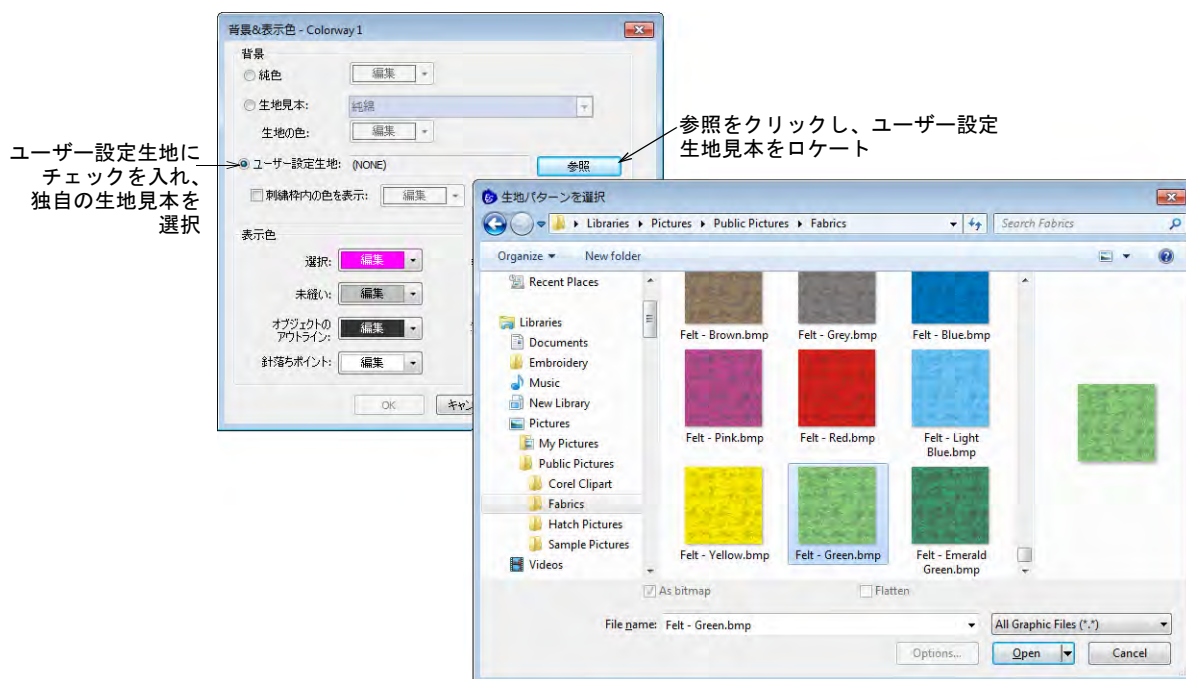 背景&表示色 - Colorway 1
背景
純色
編集
生地見本:
純綿
生地の色:
編集
ユーザー設定生地:
(NONE)
参照
刺繍枠内の色を表示:
編集
表示色
選択:
編集
未縫い:
編集
オブジェクトの
アウトライン:
編集
針落ちポイント:
編集
OK
キャン
ユーザー設定生地に
チェックを入れ、
独自の生地見本を
選択
参照をクリックし、ユーザー設定
生地見本をロケート
生地パターンを選択
Libraries
Pictures
Public Pictures
Fabrics
Search Fabrics
Organize
New folder
Recent Places
Libraries
Documents
Embroidery
Music
New Library
Pictures
My Pictures
Public Pictures
Corel Clipart
Fabrics
Hatch Pictures
Sample Pictures
Videos
Felt - Brown.bmp
Felt - Grey.bmp
Felt - Blue.bmp
Felt - Pink.bmp
Felt - Red.bmp
Felt - Light
Blue.bmp
Felt - Yellow.bmp
Felt - Green.bmp
Felt - Emerald
Green.bmp
As bitmap
Flatten
File name:
Felt - Green.bmp
All Graphic Files (*.*)
Options...
Open
Cancel